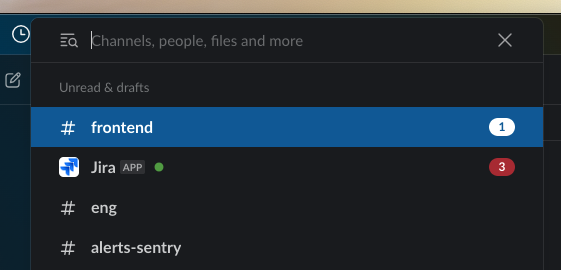 Channels, people, files and more
Unread & drafts
# frontend 1
Jira APP 3
# eng
# alerts-sentry